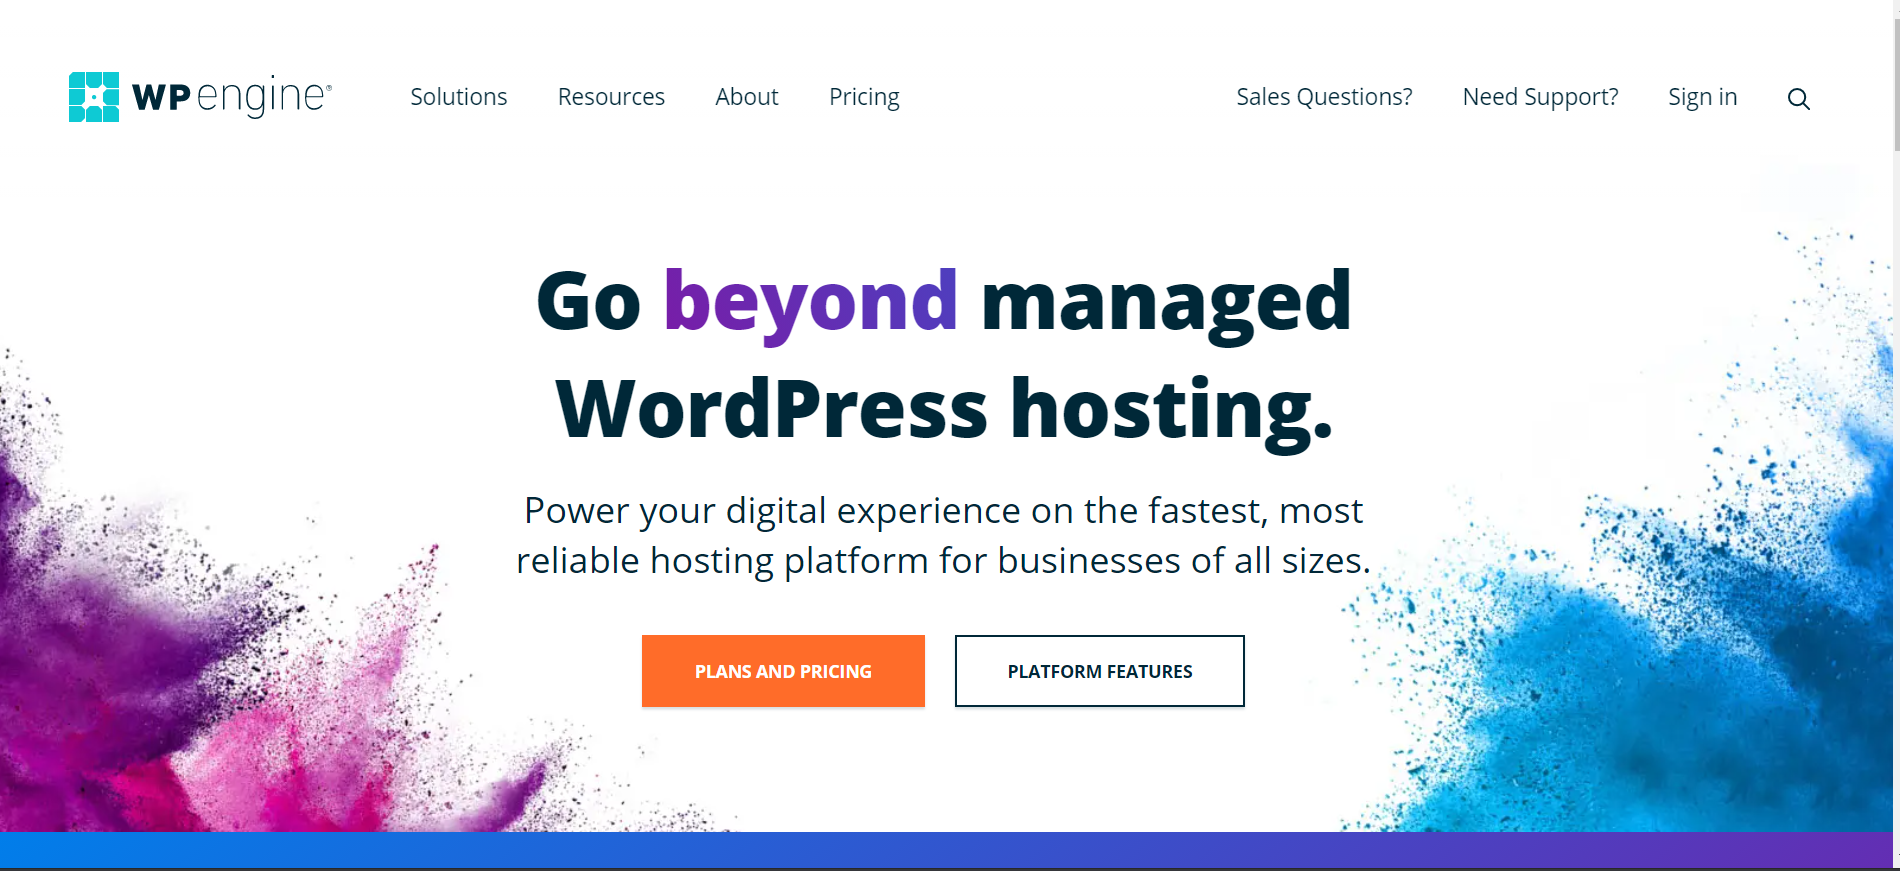 WP engine®
Solutions
Resources
About
Pricing
Sales Questions?
Need Support?
Sign in
Go beyond managed
WordPress hosting.
Power your digital experience on the fastest, most
reliable hosting platform for businesses of all sizes.
PLANS AND PRICING
PLATFORM FEATURES